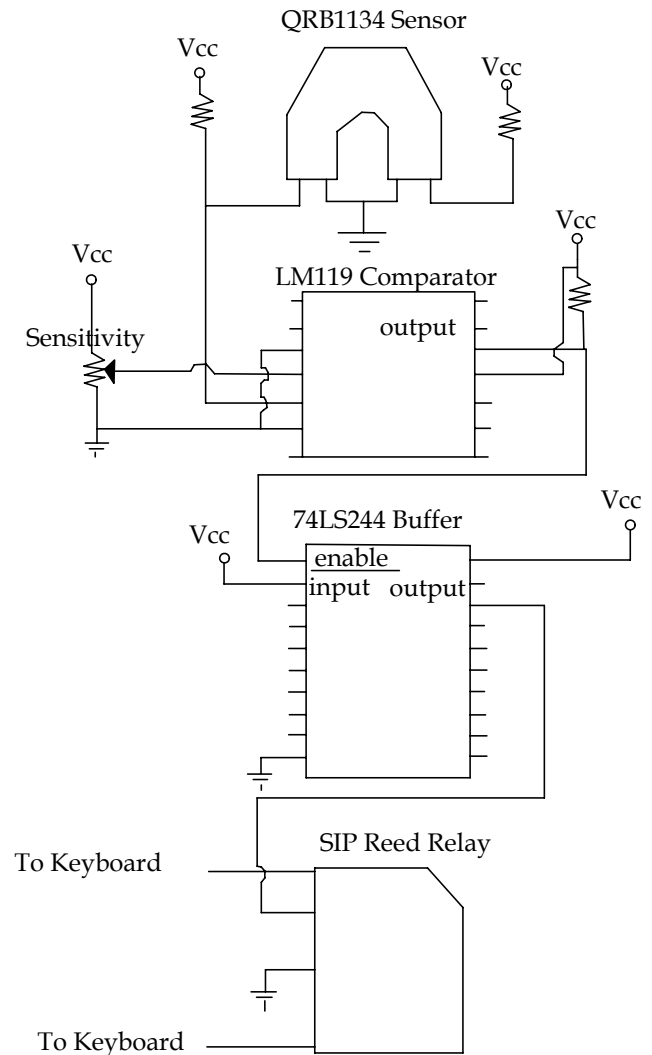 QRB1134 Sensor
Vcc
Vcc
Vcc
Vcc
LM119 Comparator
output
Sensitivity
74LS244 Buffer
Vcc
Vcc
enable
input output
SIP Reed Relay
To Keyboard
To Keyboard